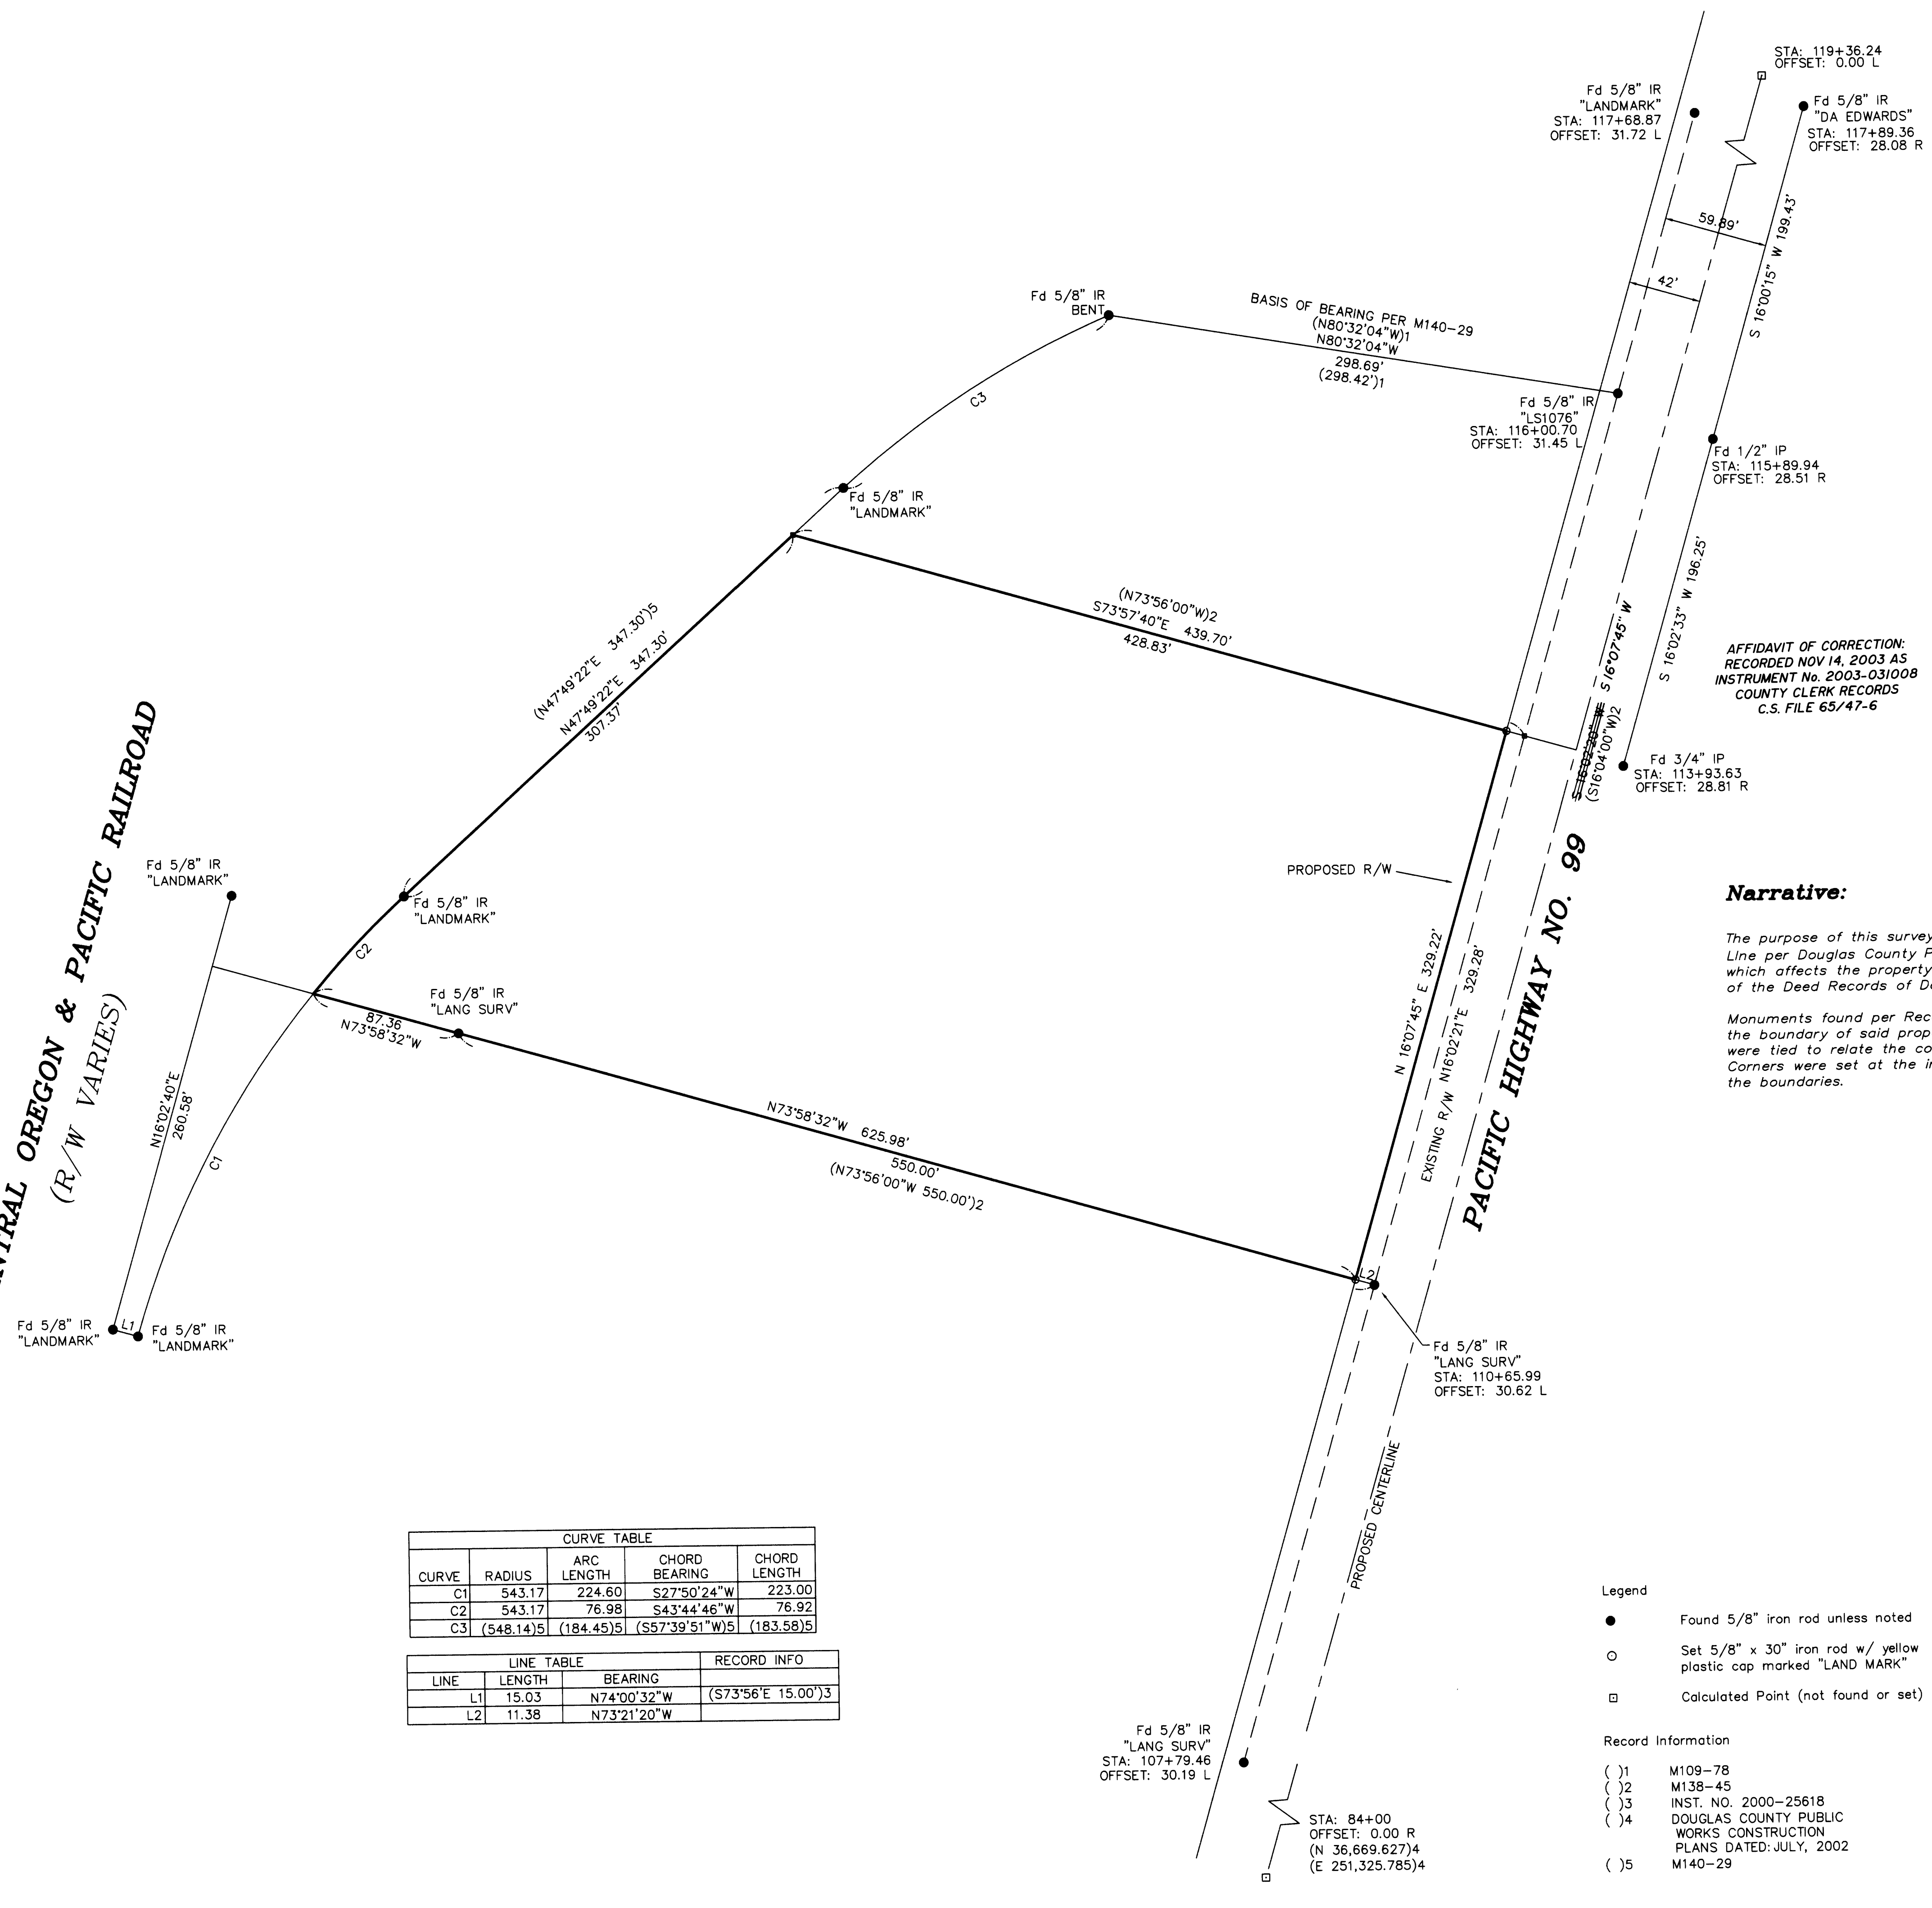 STA: 119+36.24
OFFSET: 0.00 L
Fd 5/8" IR
"LANDMARK"
STA: 117+68.87
OFFSET: 31.72 L
Fd 5/8" IR
"DA EDWARDS"
STA: 117+89.36
OFFSET: 28.08 R
59.89'
S 16°00'15" W 199.43'
42'
Fd 5/8" IR
BENT
BASIS OF BEARING PER M140-29
(N80°32'04"W)1
N80°32'04"W
298.69'
(298.42')1
C3
Fd 5/8" IR
"LS1076"
STA: 116+00.70
OFFSET: 31.45 L
Fd 1/2" IP
STA: 115+89.94
OFFSET: 28.51 R
Fd 5/8" IR
"LANDMARK"
(N73°56'00"W)2
S73°57'40"E 439.70'
428.83'
(N47°49'22"E 347.30')5
N47°49'22"E 347.30'
307.37'
S 16°02'33" W 196.25'
S 16°07'45" W
S 16°02'20" W
(S16°04'00"W)2
AFFIDAVIT OF CORRECTION:
RECORDED NOV 14, 2003 AS
INSTRUMENT No. 2003-031008
COUNTY CLERK RECORDS
C.S. FILE 65/47-6
Fd 3/4" IP
STA: 113+93.63
OFFSET: 28.81 R
NTRAL OREGON & PACIFIC RAILROAD
(R/W VARIES)
Fd 5/8" IR
"LANDMARK"
Fd 5/8" IR
"LANDMARK"
C2
Fd 5/8" IR
"LANG SURV"
87.36
N73°58'32"W
PROPOSED R/W
PACIFIC HIGHWAY NO. 99
Narrative:
The purpose of this survey
Line per Douglas County P
which affects the property
of the Deed Records of Do
Monuments found per Rec
the boundary of said prop
were tied to relate the co
Corners were set at the in
the boundaries.
N 16°07'45" E 329.22'
EXISTING R/W N16°02'21"E 329.28'
N16°02'40"E
260.58'
C1
N73°58'32"W 625.98'
550.00'
(N73°56'00"W 550.00')2
L2
Fd 5/8" IR
"LANDMARK"
L1
Fd 5/8" IR
"LANDMARK"
Fd 5/8" IR
"LANG SURV"
STA: 110+65.99
OFFSET: 30.62 L
PROPOSED CENTERLINE
CURVE TABLE
CURVE RADIUS ARC LENGTH CHORD BEARING CHORD LENGTH
C1 543.17 224.60 S27°50'24"W 223.00
C2 543.17 76.98 S43°44'46"W 76.92
C3 (548.14)5 (184.45)5 (S57°39'51"W)5 (183.58)5
LINE TABLE RECORD INFO
LINE LENGTH BEARING
L1 15.03 N74°00'32"W (S73°56'E 15.00')3
L2 11.38 N73°21'20"W
Fd 5/8" IR
"LANG SURV"
STA: 107+79.46
OFFSET: 30.19 L
STA: 84+00
OFFSET: 0.00 R
(N 36,669.627)4
(E 251,325.785)4
Legend
Found 5/8" iron rod unless noted
Set 5/8" x 30" iron rod w/ yellow
plastic cap marked "LAND MARK"
Calculated Point (not found or set)
Record Information
( )1 M109-78
( )2 M138-45
( )3 INST. NO. 2000-25618
( )4 DOUGLAS COUNTY PUBLIC
WORKS CONSTRUCTION
PLANS DATED: JULY, 2002
( )5 M140-29